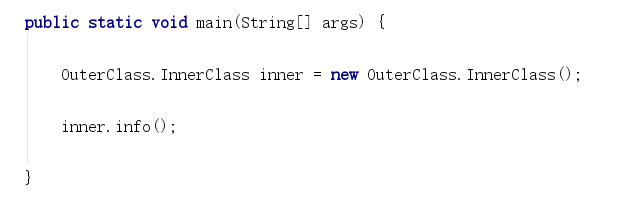 public static void main(String[] args) {
OuterClass.InnerClass inner = new OuterClass.InnerClass();
inner.info();
}